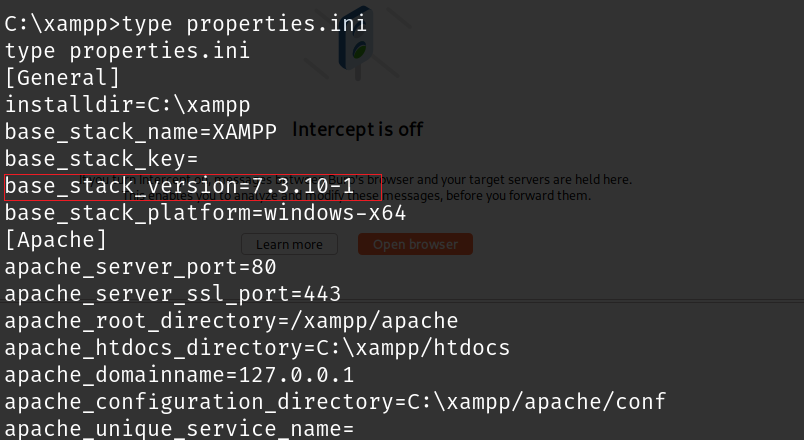 C:\xampp>type properties.ini
type properties.ini
[General]
installdir=C:\xampp
base_stack_name=XAMPP
Intercept is off
base_stack_key=
messages between Burp's browser and your target servers are held here.
base_stack_version=7.3.10-1
This enables you to analyze and modify these messages, before you forward them.
base_stack_platform=windows-x64
[Apache]
Learn more
Open browser
apache_server_port=80
apache_server_ssl_port=443
apache_root_directory=/xampp/apache
apache_htdocs_directory=C:\xampp/htdocs
apache_domainname=127.0.0.1
apache_configuration_directory=C:\xampp/apache/conf
apache_unique_service_name=